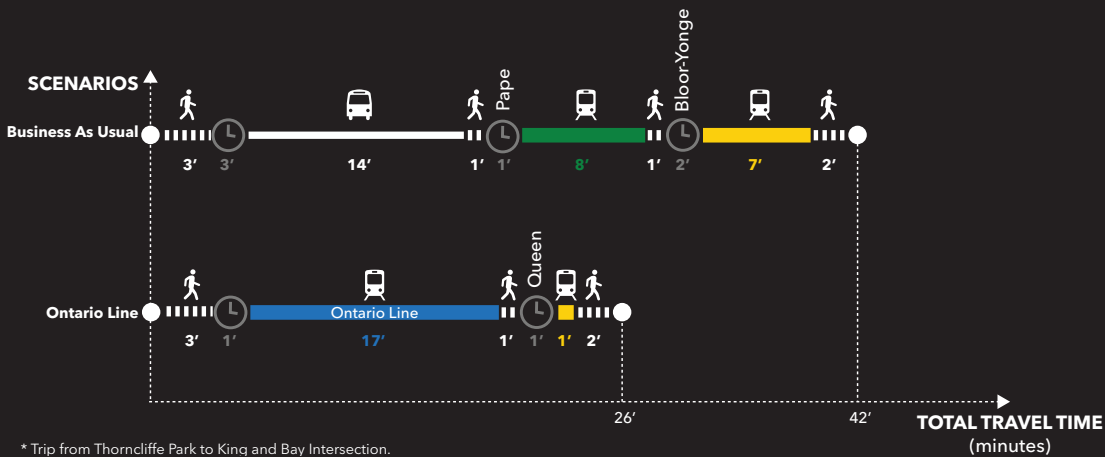 SCENARIOS
Pape
Bloor-Yonge
Business As Usual
3’ 3’ 14’ 1’ 1’ 8’ 1’ 2’ 7’ 2’
Queen
Ontario Line
Ontario Line
3’ 1’ 17’ 1’ 1’ 1’ 2’
26’ 42’
TOTAL TRAVEL TIME
(minutes)
* Trip from Thorncliffe Park to King and Bay Intersection.